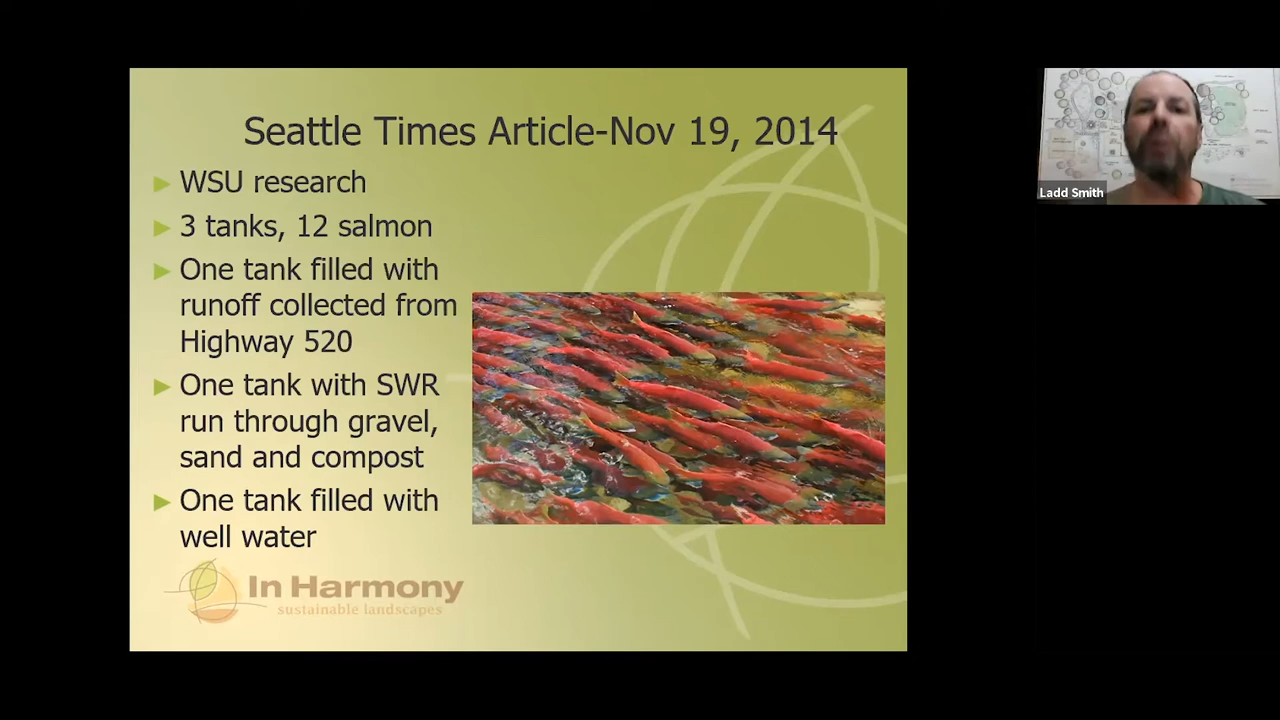 Seattle Times Article-Nov 19, 2014
WSU research
3 tanks, 12 salmon
One tank filled with
runoff collected from
Highway 520
One tank with SWR
run through gravel,
sand and compost
One tank filled with
well water
In Harmony
sustainable landscapes
Ladd Smith